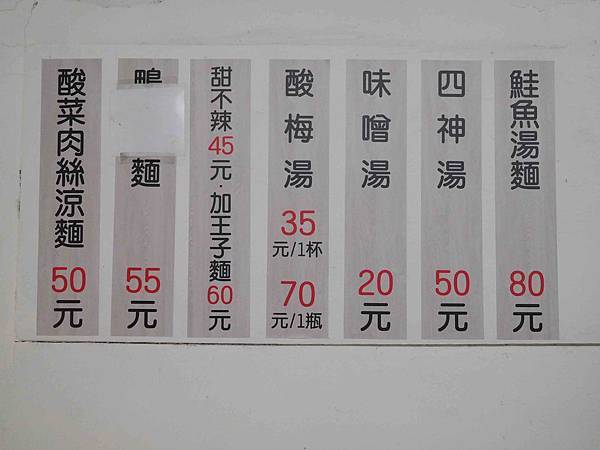 酸菜肉絲涼麵 50元
鴨 麵 55元
甜不辣45元.加王子麵60元
酸梅湯 35元/1杯 70元/1瓶
味噌湯 20元
四神湯 50元
鮭魚湯麵 80元